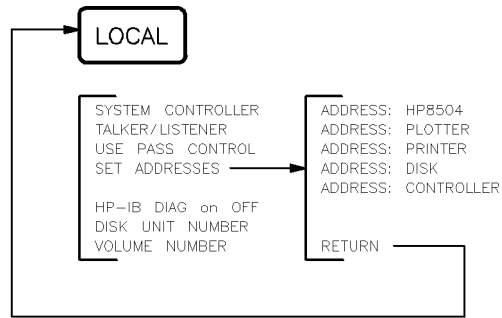 LOCAL
SYSTEM CONTROLLER
TALKER/LISTENER
USE PASS CONTROL
SET ADDRESSES
HP-IB DIAG on OFF
DISK UNIT NUMBER
VOLUME NUMBER
ADDRESS: HP8504
ADDRESS: PLOTTER
ADDRESS: PRINTER
ADDRESS: DISK
ADDRESS: CONTROLLER
RETURN